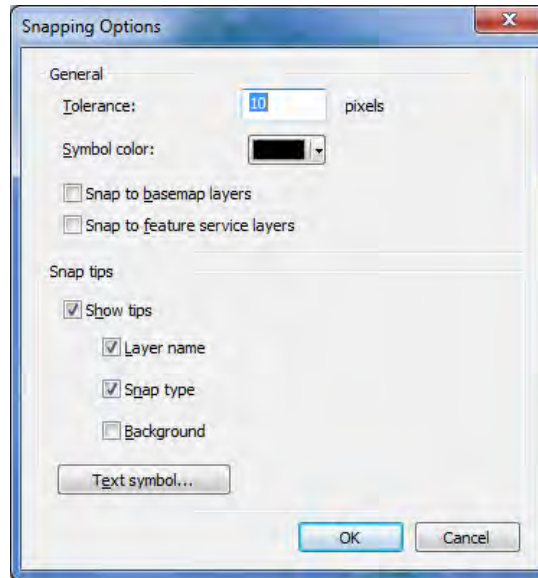 Snapping Options
General
Tolerance: 10 pixels
Symbol color:
Snap to basemap layers
Snap to feature service layers
Snap tips
Show tips
Layer name
Snap type
Background
Text symbol...
OK Cancel